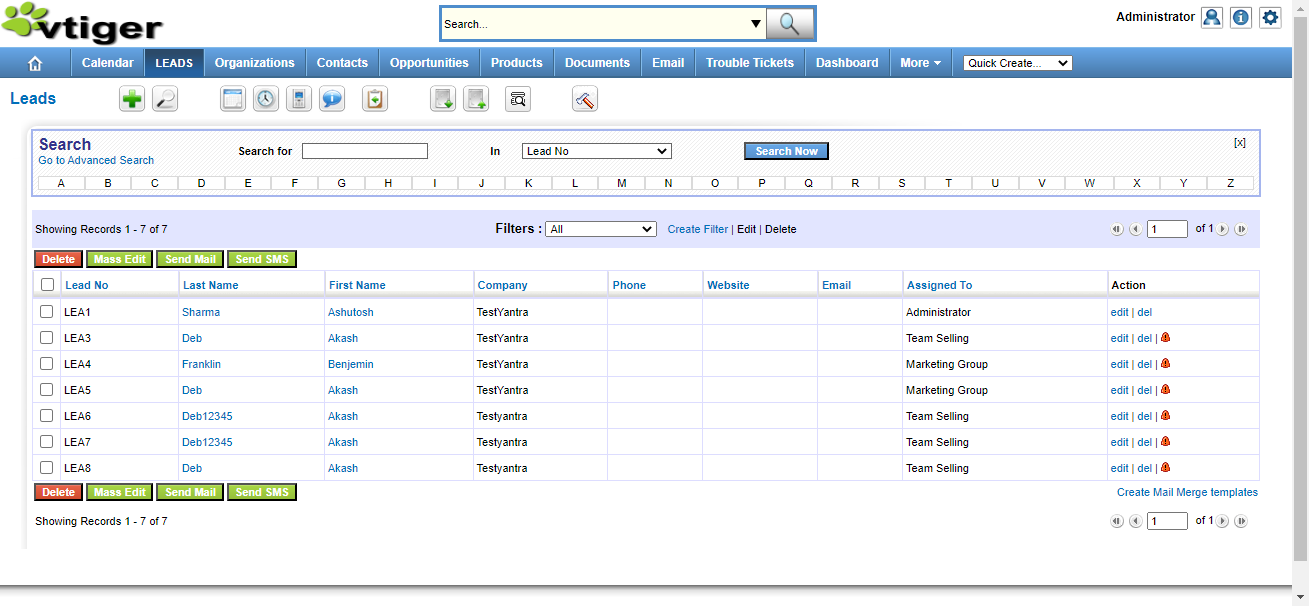 vtiger
Search...
Administrator
Calendar LEADS Organizations Contacts Opportunities Products Documents Email Trouble Tickets Dashboard More Quick Create...
Leads
Search
Go to Advanced Search
Search for In Lead No Search Now [x]
A B C D E F G H I J K L M N O P Q R S T U V W X Y Z
Showing Records 1 - 7 of 7 Filters : All Create Filter | Edit | Delete 1 of 1
Delete Mass Edit Send Mail Send SMS
Lead No Last Name First Name Company Phone Website Email Assigned To Action
LEA1 Sharma Ashutosh TestYantra Administrator edit | del
LEA3 Deb Akash TestYantra Team Selling edit | del |
LEA4 Franklin Benjemin TestYantra Marketing Group edit | del |
LEA5 Deb Akash TestYantra Marketing Group edit | del |
LEA6 Deb12345 Akash Testyantra Team Selling edit | del |
LEA7 Deb12345 Akash Testyantra Team Selling edit | del |
LEA8 Deb Akash Testyantra Team Selling edit | del |
Delete Mass Edit Send Mail Send SMS Create Mail Merge templates
Showing Records 1 - 7 of 7 1 of 1